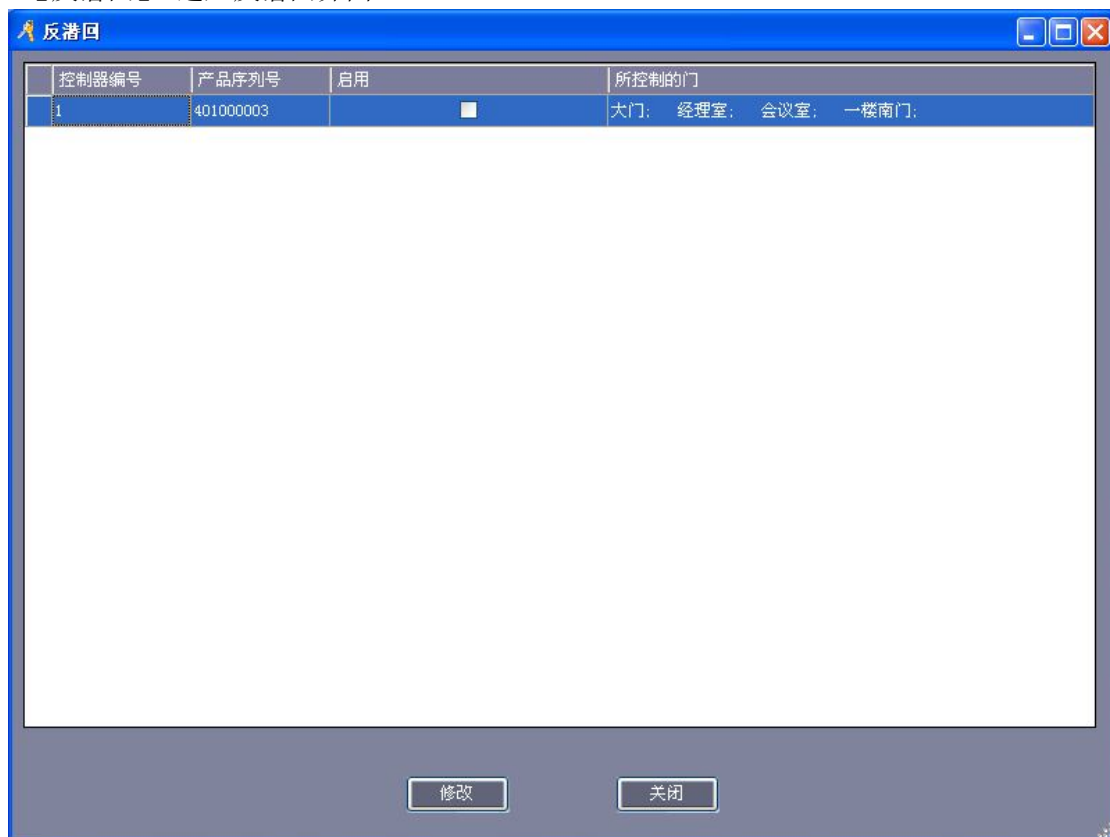 反潜回
控制器编号 产品序列号 启用 所控制的门
1 401000003 大门; 经理室; 会议室; 一楼南门;
修改 关闭